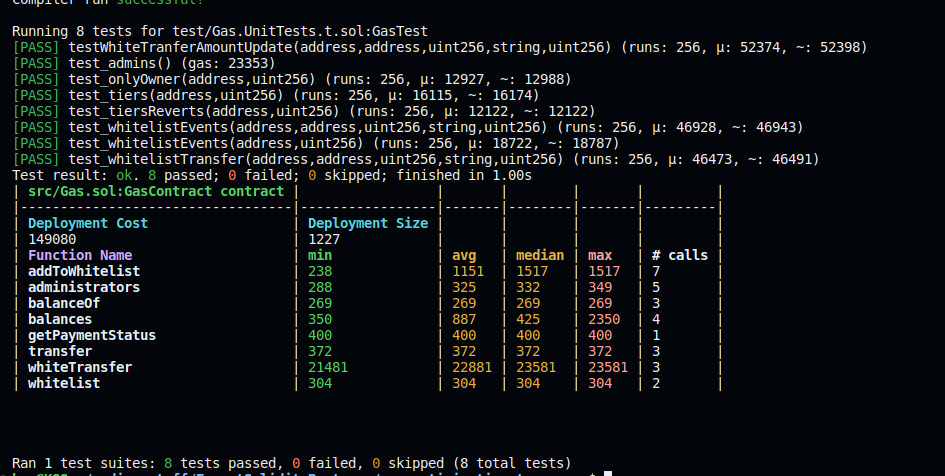 Compiler run successful!
Running 8 tests for test/Gas.UnitTests.t.sol:GasTest
[PASS] testWhiteTranferAmountUpdate(address,address,uint256,string,uint256) (runs: 256, μ: 52374, ~: 52398)
[PASS] test_admins() (gas: 23353)
[PASS] test_onlyOwner(address,uint256) (runs: 256, μ: 12927, ~: 12988)
[PASS] test_tiers(address,uint256) (runs: 256, μ: 16115, ~: 16174)
[PASS] test_tiersReverts(address,uint256) (runs: 256, μ: 12122, ~: 12122)
[PASS] test_whitelistEvents(address,address,uint256,string,uint256) (runs: 256, μ: 46928, ~: 46943)
[PASS] test_whitelistEvents(address,uint256) (runs: 256, μ: 18722, ~: 18787)
[PASS] test_whitelistTransfer(address,address,uint256,string,uint256) (runs: 256, μ: 46473, ~: 46491)
Test result: ok. 8 passed; 0 failed; 0 skipped; finished in 1.00s
| src/Gas.sol:GasContract contract | | | | | |
|---------------------------------|-----------------|-------|--------|-------|---------|
| Deployment Cost | Deployment Size | | | | |
| 149080 | 1227 | | | | |
| Function Name | min | avg | median | max | # calls |
| addToWhitelist | 238 | 1151 | 1517 | 1517 | 7 |
| administrators | 288 | 325 | 332 | 349 | 5 |
| balanceOf | 269 | 269 | 269 | 269 | 3 |
| balances | 350 | 887 | 425 | 2350 | 4 |
| getPaymentStatus | 400 | 400 | 400 | 400 | 1 |
| transfer | 372 | 372 | 372 | 372 | 3 |
| whiteTransfer | 21481 | 22881 | 23581 | 23581 | 3 |
| whitelist | 304 | 304 | 304 | 304 | 2 |
Ran 1 test suites: 8 tests passed, 0 failed, 0 skipped (8 total tests)